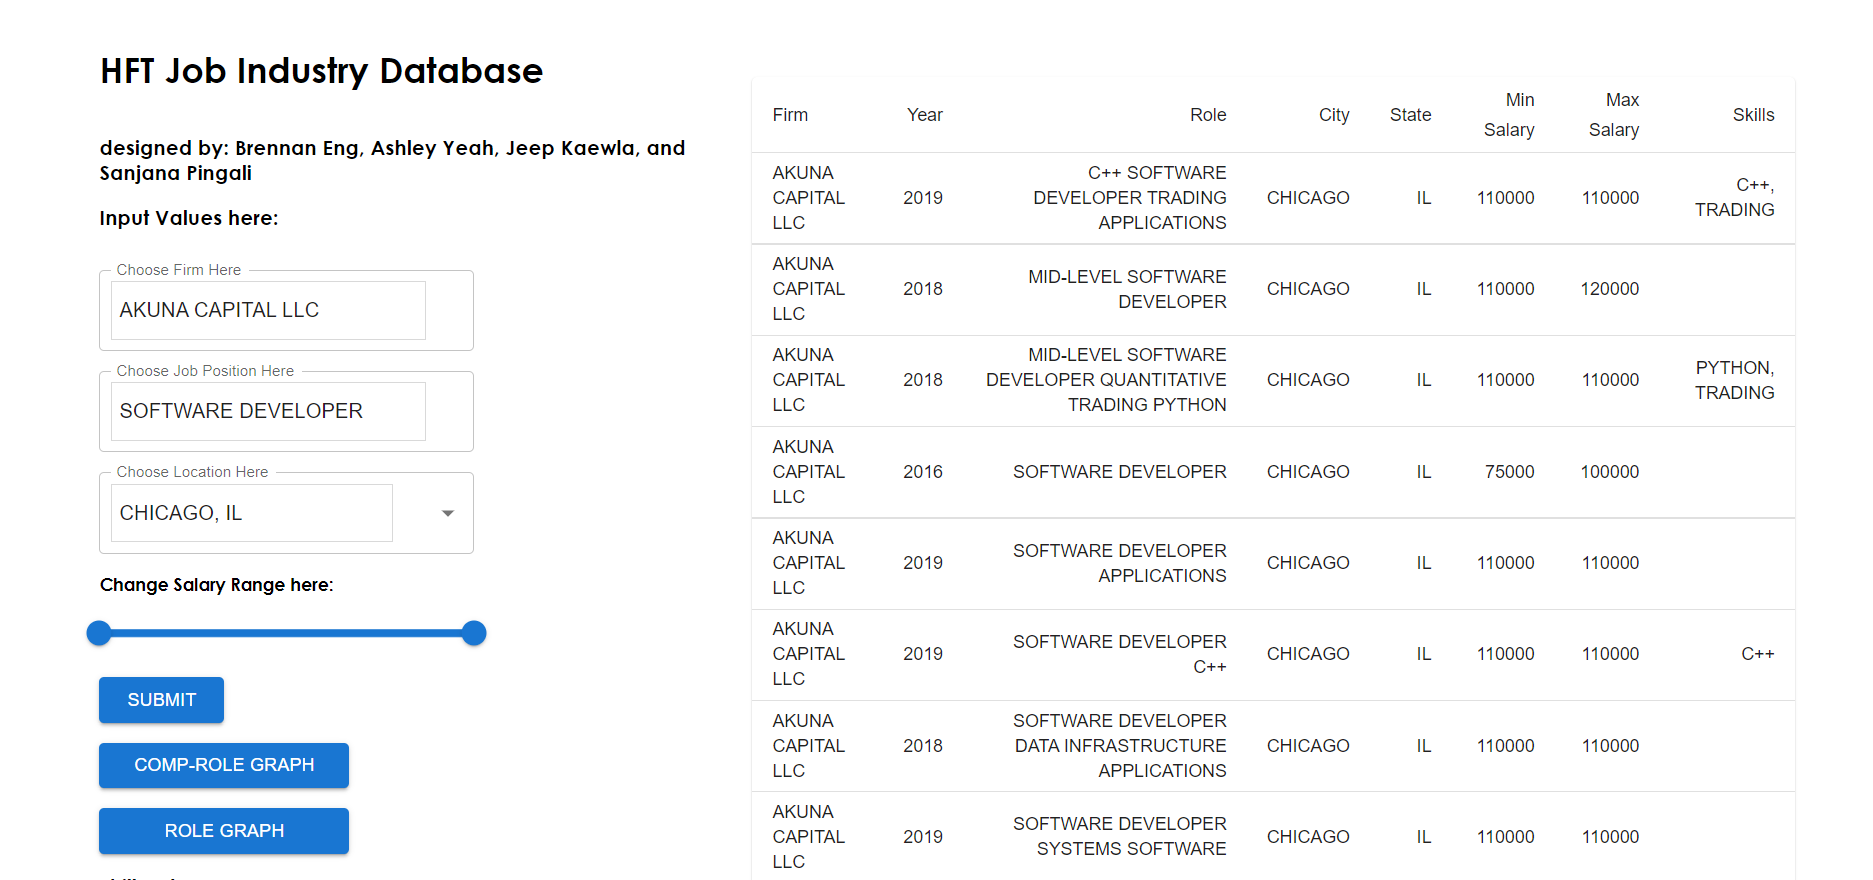 HFT Job Industry Database
designed by: Brennan Eng, Ashley Yeah, Jeep Kaewla, and
Sanjana Pingali
Input Values here:
Choose Firm Here
AKUNA CAPITAL LLC
Choose Job Position Here
SOFTWARE DEVELOPER
Choose Location Here
CHICAGO, IL
Change Salary Range here:
SUBMIT
COMP-ROLE GRAPH
ROLE GRAPH
Min Max
Firm Year Role City State Skills
Salary Salary
AKUNA C++ SOFTWARE
C++,
CAPITAL 2019 DEVELOPER TRADING CHICAGO IL 110000 110000
TRADING
LLC APPLICATIONS
AKUNA
MID-LEVEL SOFTWARE
CAPITAL 2018 CHICAGO IL 110000 120000
DEVELOPER
LLC
AKUNA MID-LEVEL SOFTWARE
PYTHON,
CAPITAL 2018 DEVELOPER QUANTITATIVE CHICAGO IL 110000 110000
TRADING
LLC TRADING PYTHON
AKUNA
CAPITAL 2016 SOFTWARE DEVELOPER CHICAGO IL 75000 100000
LLC
AKUNA
SOFTWARE DEVELOPER
CAPITAL 2019 CHICAGO IL 110000 110000
APPLICATIONS
LLC
AKUNA
SOFTWARE DEVELOPER
CAPITAL 2019 CHICAGO IL 110000 110000 C++
C++
LLC
AKUNA SOFTWARE DEVELOPER
CAPITAL 2018 DATA INFRASTRUCTURE CHICAGO IL 110000 110000
LLC APPLICATIONS
AKUNA
SOFTWARE DEVELOPER
CAPITAL 2019 CHICAGO IL 110000 110000
SYSTEMS SOFTWARE
LLC